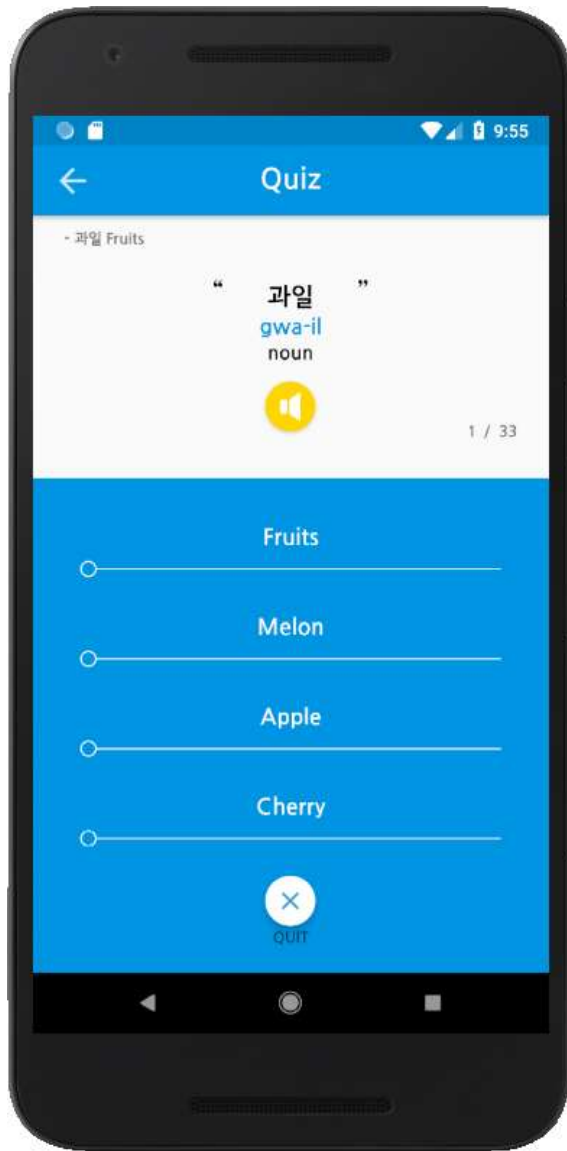 9:55
Quiz
- 과일 Fruits
“ 과일 ”
gwa-il
noun
1 / 33
Fruits
Melon
Apple
Cherry
QUIT